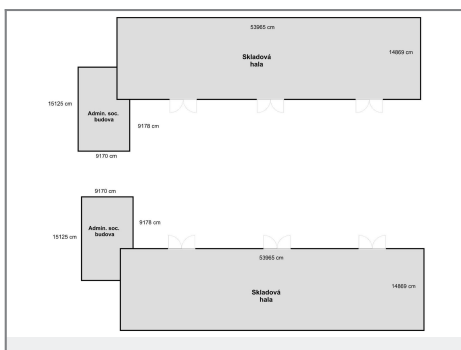 53965 cm
Skladová
hala
14869 cm
15125 cm
Admin. soc.
budova
9178 cm
9170 cm
9170 cm
Admin. soc.
budova
9178 cm
15125 cm
53965 cm
14869 cm
Skladová
hala